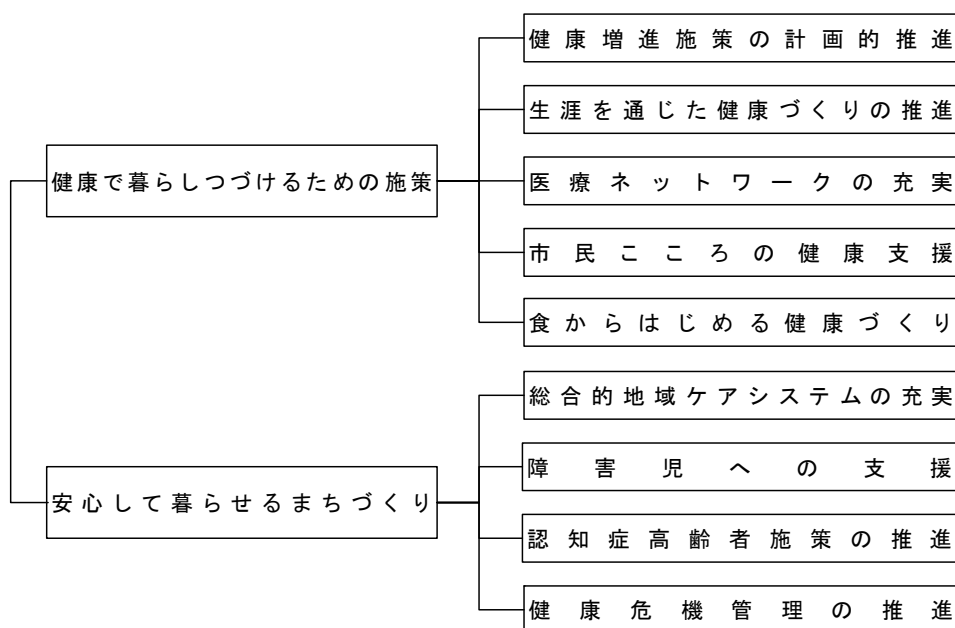 健康で暮らしつづけるための施策
健康増進施策の計画的推進
生涯を通じた健康づくりの推進
医療ネットワークの充実
市民こころの健康支援
食からはじめる健康づくり
安心して暮らせるまちづくり
総合的地域ケアシステムの充実
障害児への支援
認知症高齢者施策の推進
健康危機管理の推進